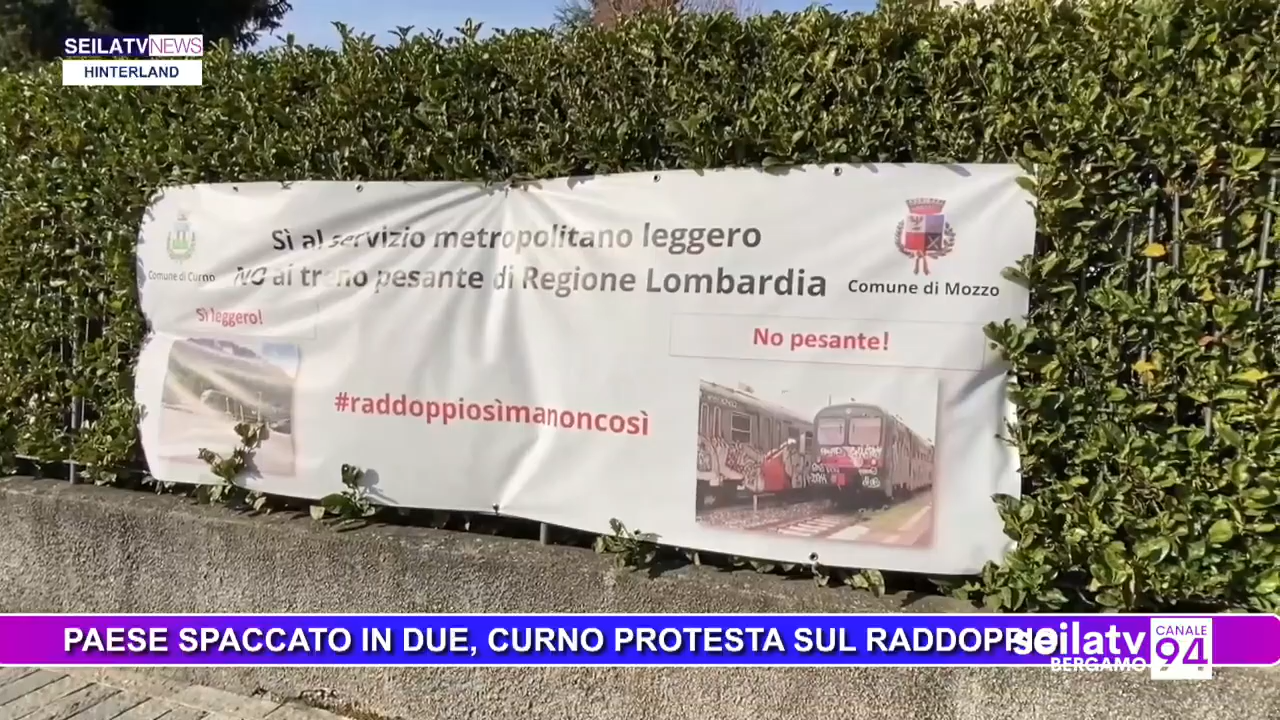 SEILATV NEWS
HINTERLAND
Sì al servizio metropolitano leggero
NO al treno pesante di Regione Lombardia
Comune di Curno
Comune di Mozzo
Sì leggero!
No pesante!
#raddoppiosìmanoncosì
PAESE SPACCATO IN DUE, CURNO PROTESTA SUL RADDOPPIO
seilatv
BERGAMO
CANALE
94